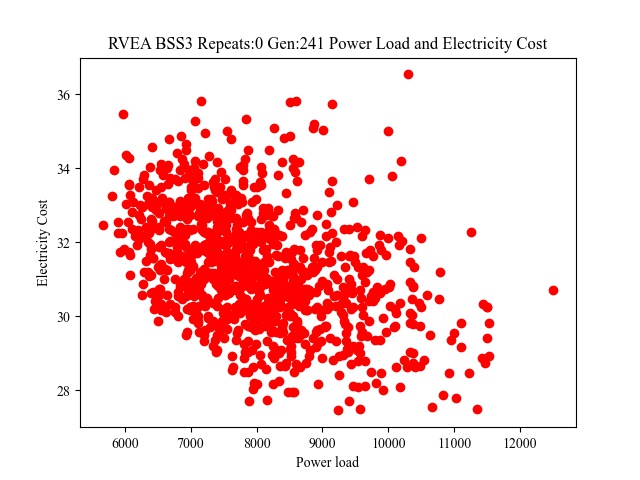 RVEA BSS3 Repeats:0 Gen:241 Power Load and Electricity Cost
36
34
32
30
28
Electricity Cost
6000 7000 8000 9000 10000 11000 12000
Power load